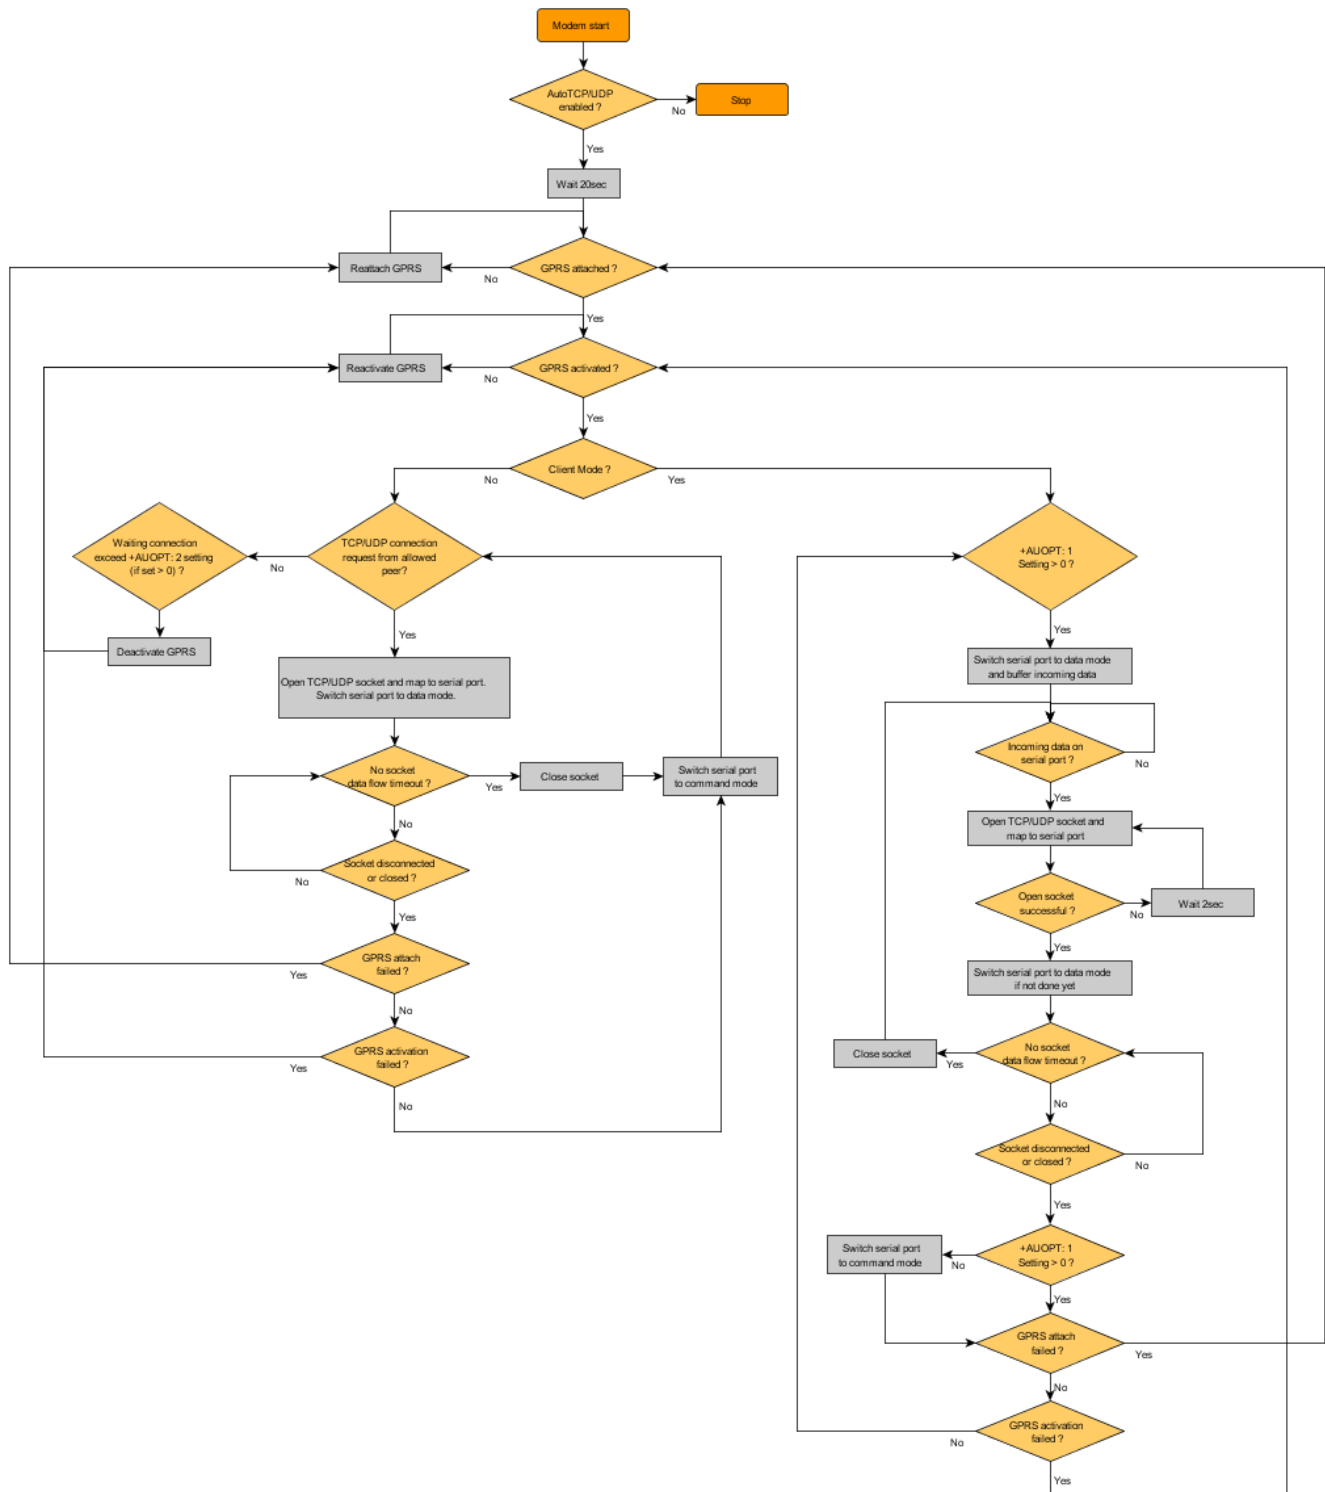 Modem start
AutoTCP/UDP
enabled ?
No
Stop
Yes
Wait 20sec
Reattach GPRS
No
GPRS attached ?
Yes
Reactivate GPRS
No
GPRS activated ?
Yes
Client Mode ?
No
Yes
Waiting connection
exceed +AUOPT: 2 setting
(if set > 0) ?
No
TCP/UDP connection
request from allowed
peer?
Yes
Deactivate GPRS
Open TCP/UDP socket and map to serial port.
Switch serial port to data mode.
No socket
data flow timeout ?
Yes
Close socket
Switch serial port
to command mode
No
Socket disconnected
or closed ?
No
Yes
GPRS attach
failed ?
Yes
No
GPRS activation
failed ?
Yes
No
+AUOPT: 1
Setting > 0 ?
Yes
Switch serial port to data mode
and buffer incoming data
Incoming data on
serial port ?
No
Yes
Open TCP/UDP socket and
map to serial port
Open socket
successful ?
No
Wait 2sec
Yes
Switch serial port to data mode
if not done yet
No socket
data flow timeout ?
Yes
Close socket
No
Socket disconnected
or closed ?
No
Yes
+AUOPT: 1
Setting > 0 ?
No
Switch serial port
to command mode
Yes
GPRS attach
failed ?
Yes
No
GPRS activation
failed ?
No
Yes